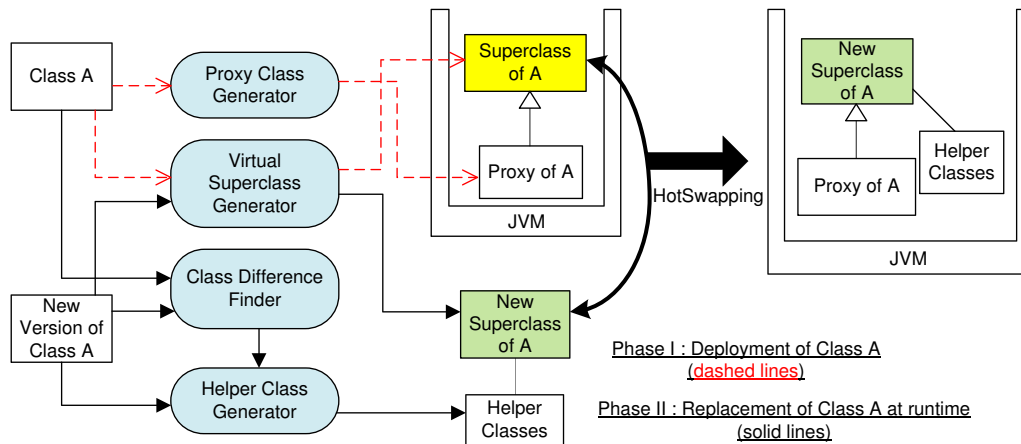 Class A
Proxy Class
Generator
Virtual
Superclass
Generator
Class Difference
Finder
New
Version of
Class A
Helper Class
Generator
Superclass
of A
Proxy of A
JVM
HotSwapping
New
Superclass
of A
Helper
Classes
New
Superclass
of A
Proxy of A
Helper
Classes
JVM
Phase I : Deployment of Class A
(dashed lines)
Phase II : Replacement of Class A at runtime
(solid lines)